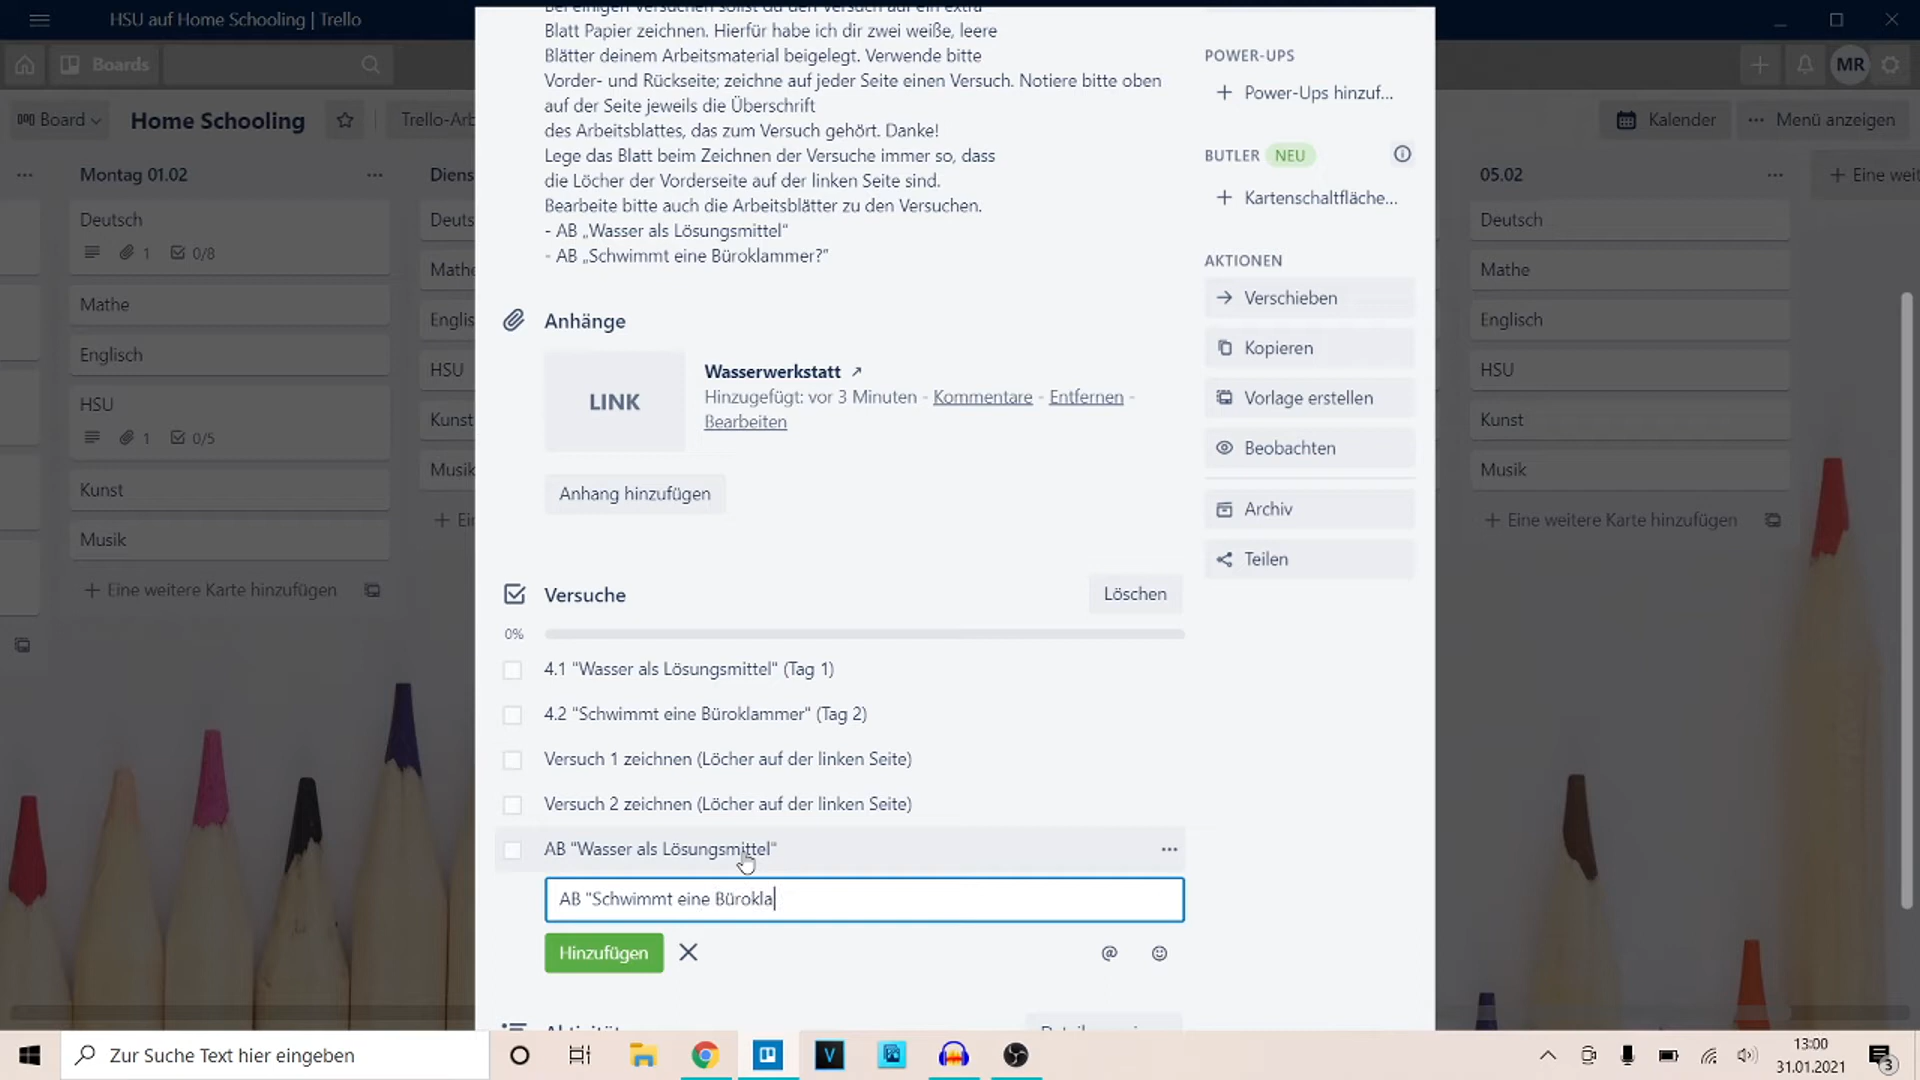 HSU auf Home Schooling | Trello
Boards
MR
Board
Home Schooling
Kalender
Menü anzeigen
Montag 01.02
Deutsch
1
0/8
Mathe
Englisch
HSU
1
0/5
Kunst
Musik
+ Eine weitere Karte hinzufügen
HSU
Blatt Papier zeichnen. Hierfür habe ich dir zwei weiße, leere
Blätter deinem Arbeitsmaterial beigelegt. Verwende bitte
Vorder- und Rückseite; zeichne auf jeder Seite einen Versuch. Notiere bitte oben
auf der Seite jeweils die Überschrift
des Arbeitsblattes, das zum Versuch gehört. Danke!
Lege das Blatt beim Zeichnen der Versuche immer so, dass
die Löcher der Vorderseite auf der linken Seite sind.
Bearbeite bitte auch die Arbeitsblätter zu den Versuchen.
- AB „Wasser als Lösungsmittel“
- AB „Schwimmt eine Büroklammer?”
Anhänge
LINK
Wasserwerkstatt ↗
Hinzugefügt: vor 3 Minuten - Kommentare - Entfernen -
Bearbeiten
Anhang hinzufügen
Versuche
Löschen
0%
4.1 "Wasser als Lösungsmittel" (Tag 1)
4.2 "Schwimmt eine Büroklammer" (Tag 2)
Versuch 1 zeichnen (Löcher auf der linken Seite)
Versuch 2 zeichnen (Löcher auf der linken Seite)
AB "Wasser als Lösungsmittel"
AB "Schwimmt eine Bürokla
Hinzufügen
POWER-UPS
+ Power-Ups hinzuf...
BUTLER NEU
+ Kartenschaltfläche...
AKTIONEN
Verschieben
Kopieren
Vorlage erstellen
Beobachten
Archiv
Teilen
05.02
Deutsch
Mathe
Englisch
HSU
Kunst
Musik
+ Eine weitere Karte hinzufügen
Zur Suche Text hier eingeben
13:00
31.01.2021
3